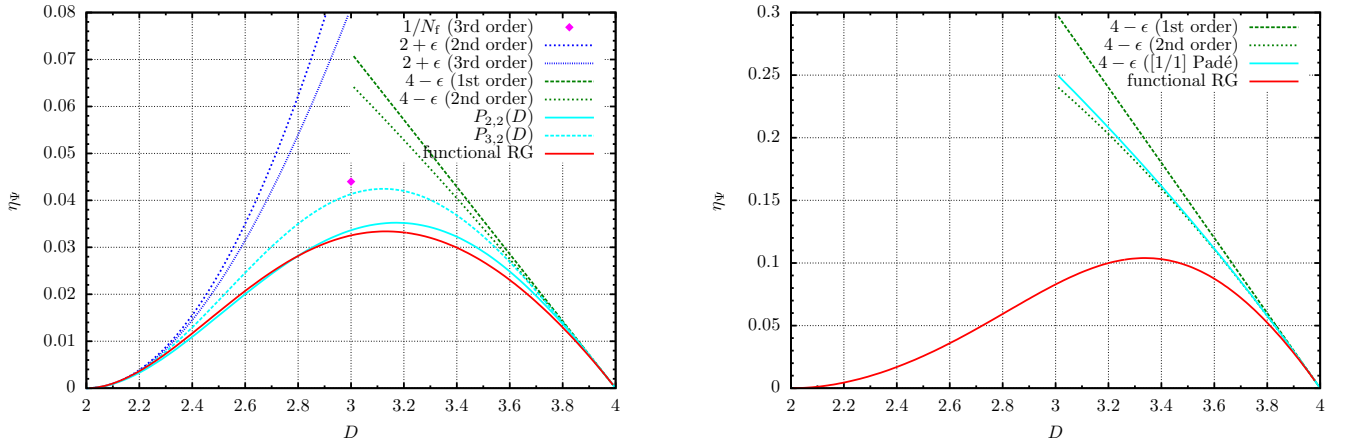 0.08
0.07
0.06
0.05
0.04
0.03
0.02
0.01
0
2
2.2
2.4
2.6
2.8
3
3.2
3.4
3.6
3.8
4
ηΨ
D
1/Nf (3rd order)
2 + ϵ (2nd order)
2 + ϵ (3rd order)
4 − ϵ (1st order)
4 − ϵ (2nd order)
P2,2(D)
P3,2(D)
functional RG
0.3
0.25
0.2
0.15
0.1
0.05
0
2
2.2
2.4
2.6
2.8
3
3.2
3.4
3.6
3.8
4
ηΨ
D
4 − ϵ (1st order)
4 − ϵ (2nd order)
4 − ϵ ([1/1] Padé)
functional RG